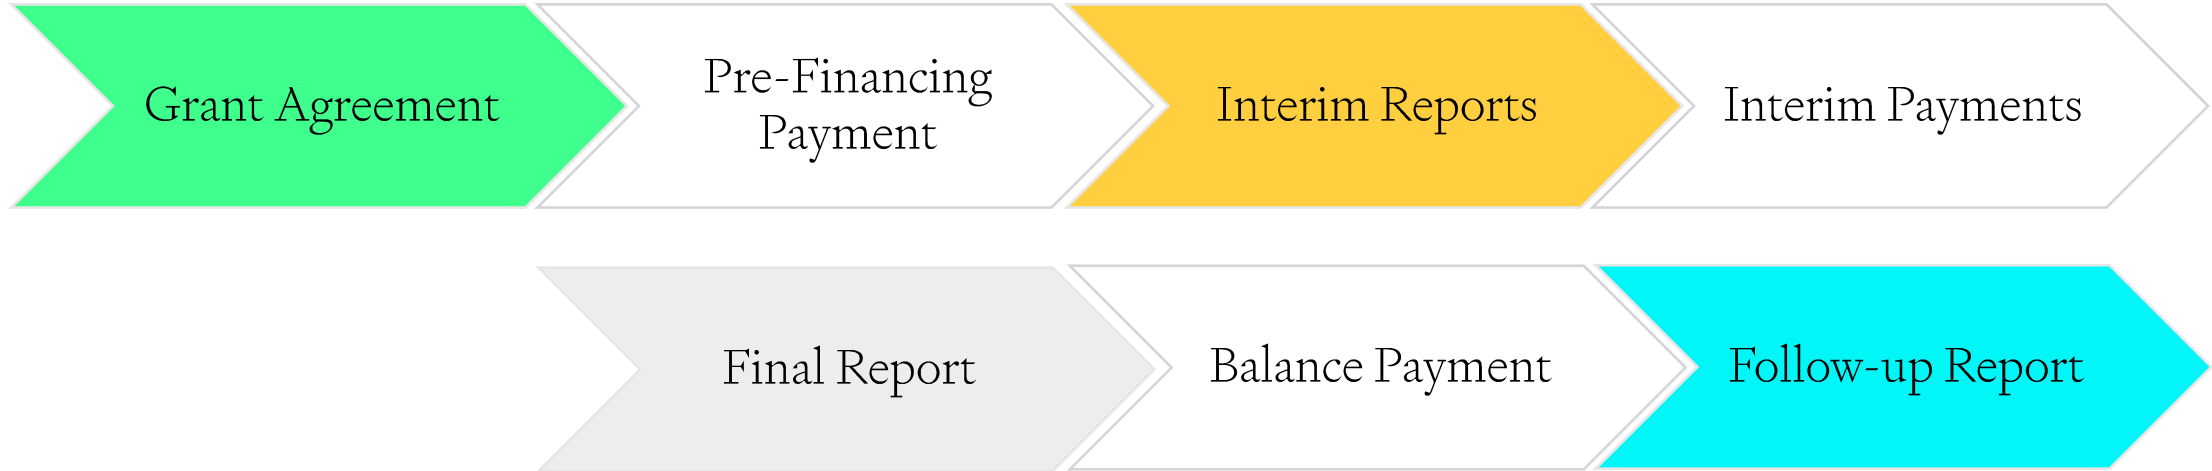 Grant Agreement
Pre-Financing
Payment
Interim Reports
Interim Payments
Final Report
Balance Payment
Follow-up Report